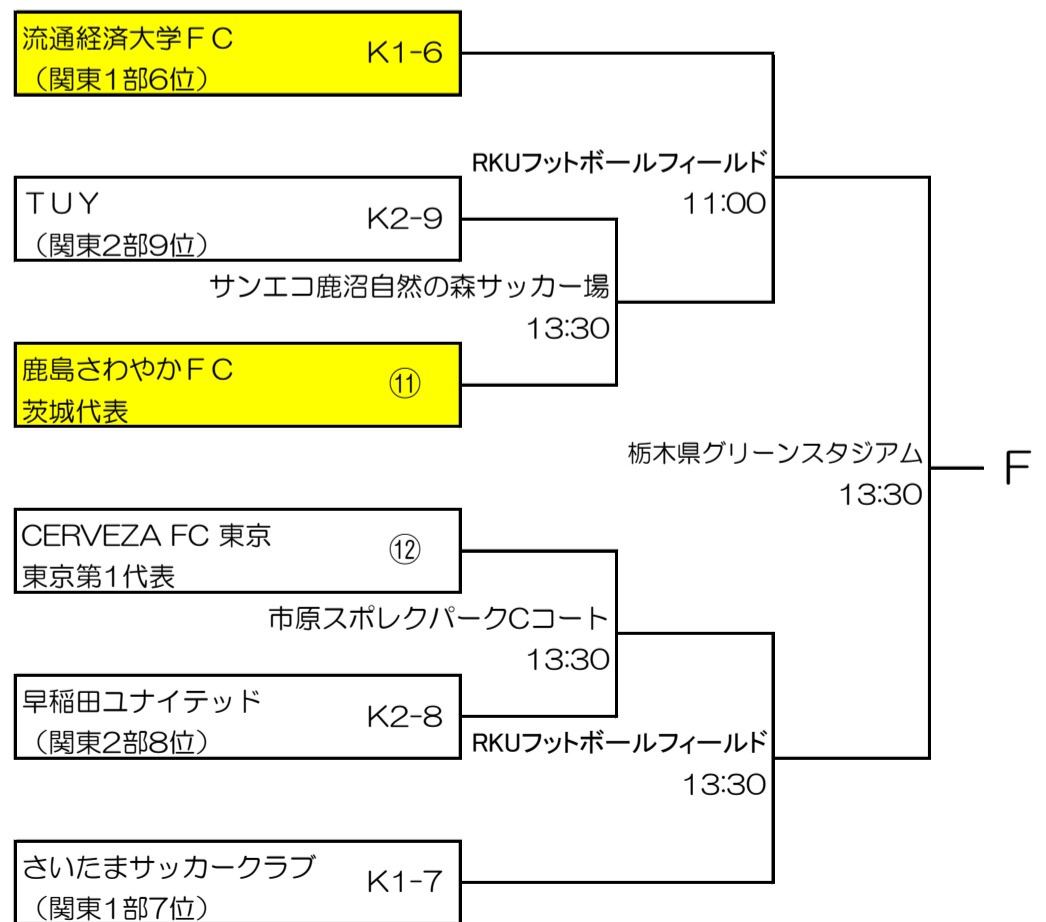 流通経済大学ＦＣ K1-6
（関東1部6位）
RKUフットボールフィールド
11:00
ＴＵＹ K2-9
（関東2部9位）
サンエコ鹿沼自然の森サッカー場
13:30
鹿島さわやかＦＣ ⑪
茨城代表
栃木県グリーンスタジアム
13:30
F
CERVEZA FC 東京 ⑫
東京第1代表
市原スポレクパークCコート
13:30
早稲田ユナイテッド K2-8
（関東2部8位）
RKUフットボールフィールド
13:30
さいたまサッカークラブ K1-7
（関東1部7位）